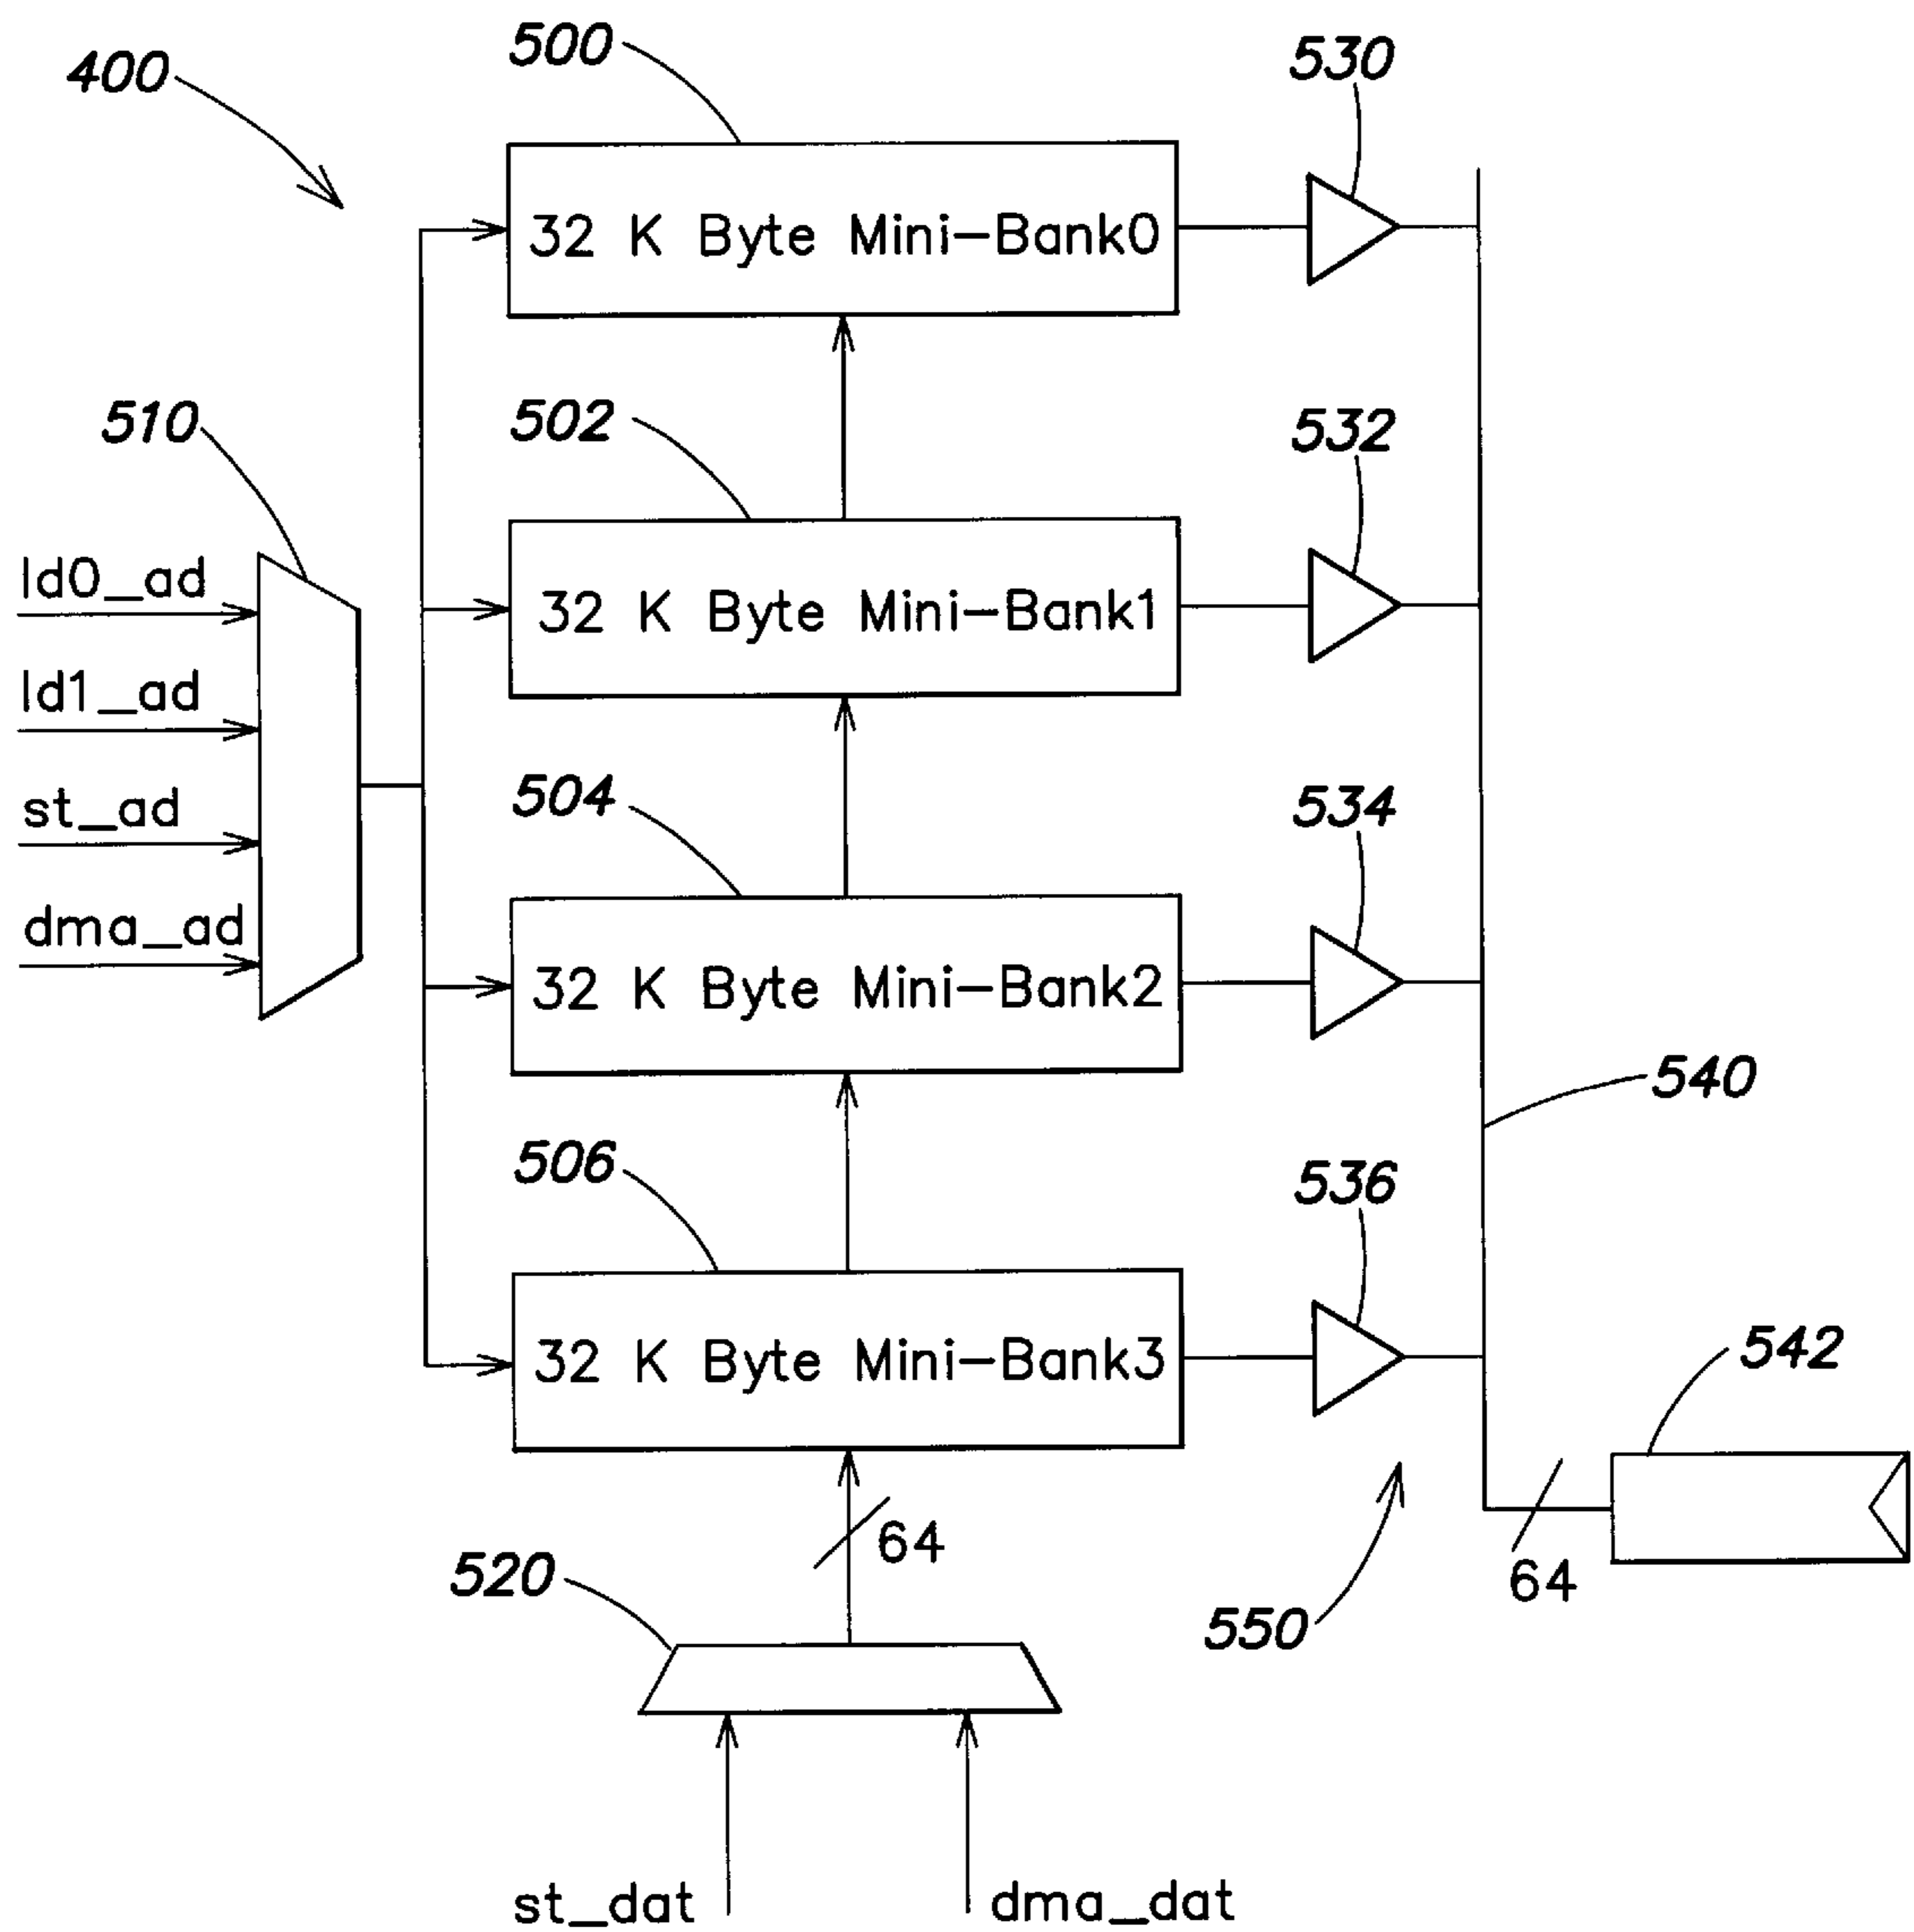 400
500
530
32 K Byte Mini-Bank0
510
502
532
ld0_ad
32 K Byte Mini-Bank1
ld1_ad
st_ad
504
534
dma_ad
32 K Byte Mini-Bank2
540
506
536
32 K Byte Mini-Bank3
542
64
520
64
550
st_dat
dma_dat